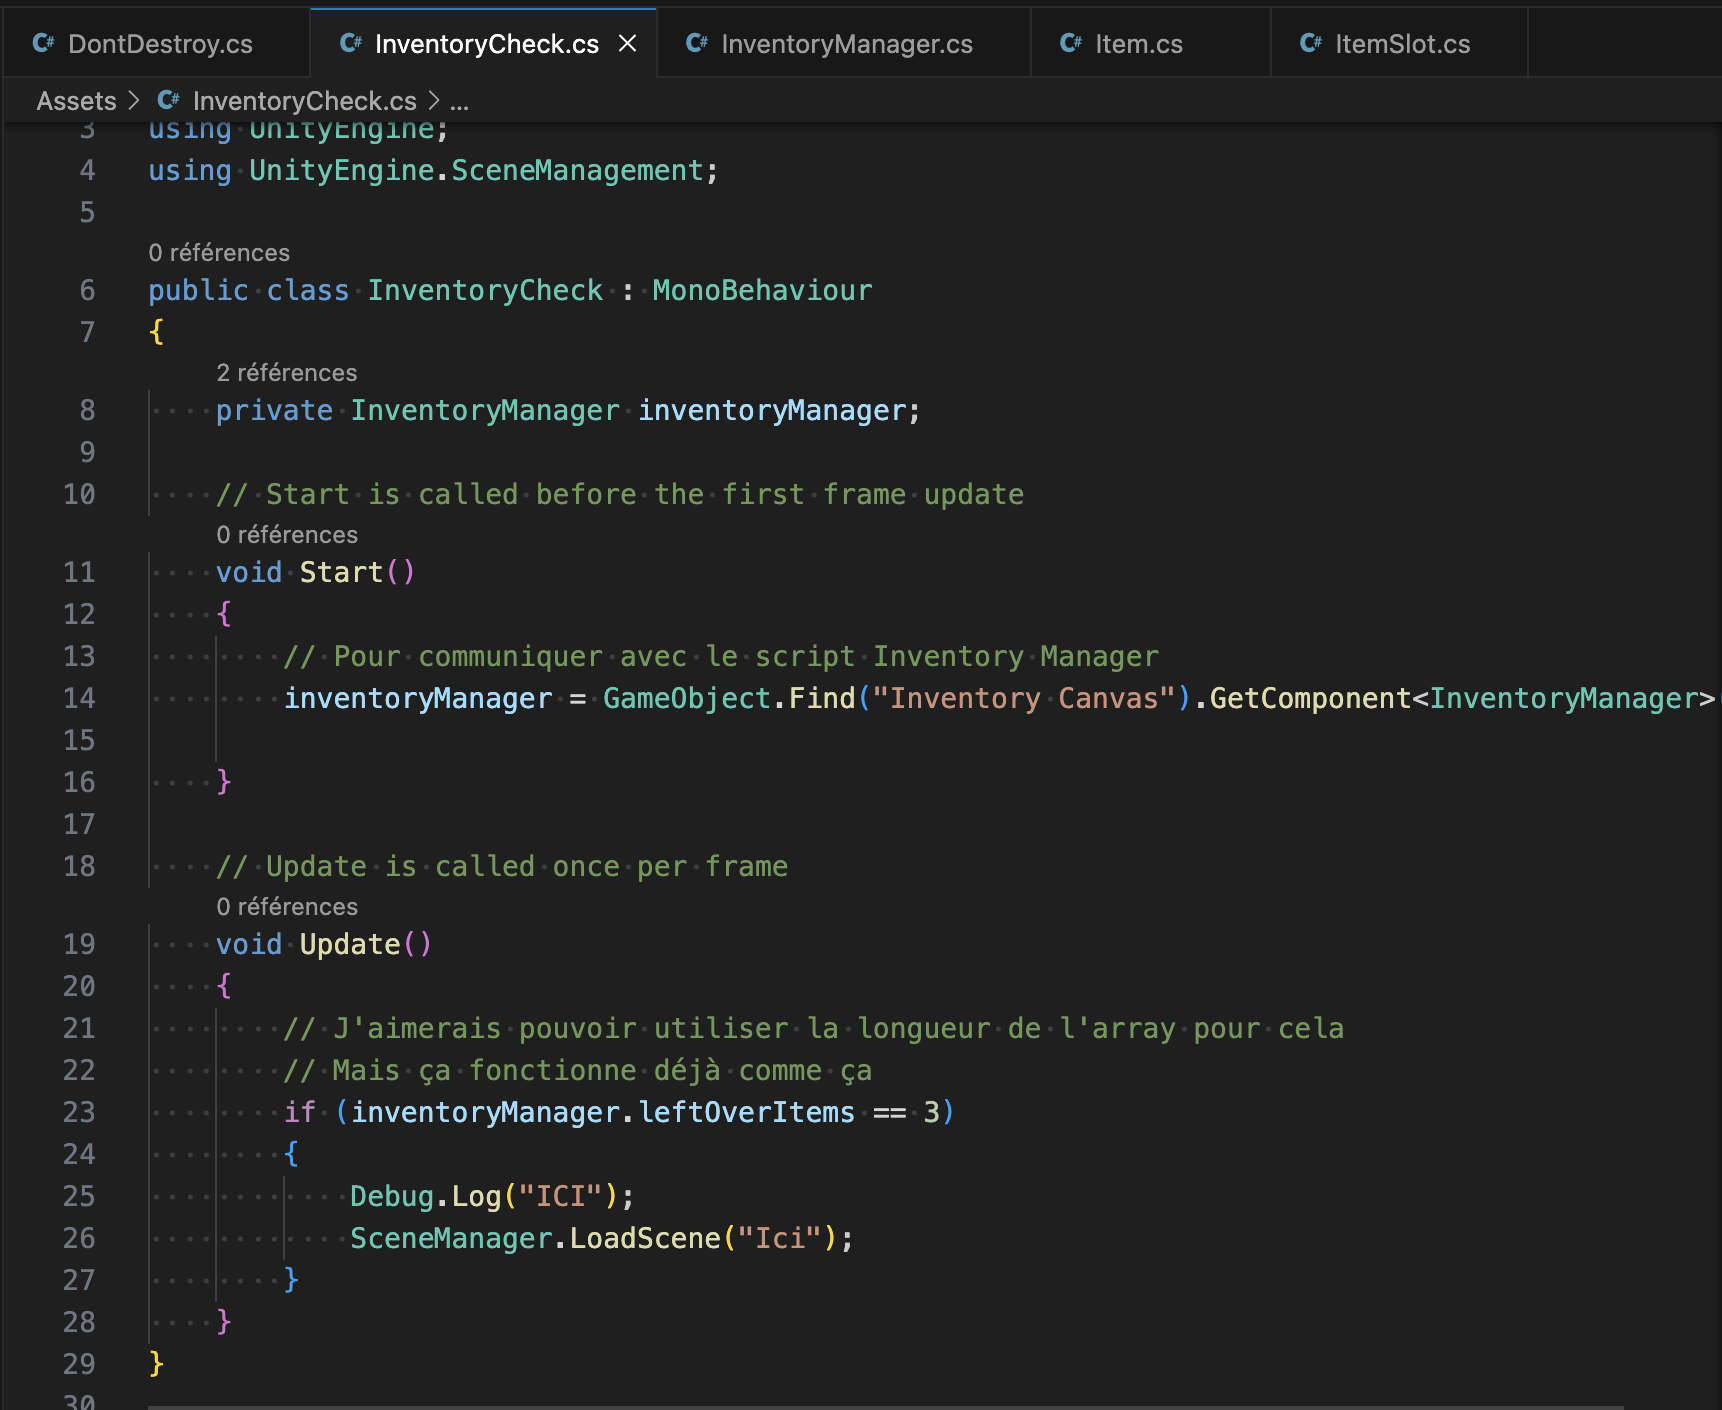 DontDestroy.cs InventoryCheck.cs InventoryManager.cs Item.cs ItemSlot.cs
Assets > InventoryCheck.cs > ...
3 using UnityEngine;
4 using UnityEngine.SceneManagement;
5
0 références
6 public class InventoryCheck : MonoBehaviour
7 {
2 références
8 private InventoryManager inventoryManager;
9
10 // Start is called before the first frame update
0 références
11 void Start()
12 {
13 // Pour communiquer avec le script Inventory Manager
14 inventoryManager = GameObject.Find("Inventory Canvas").GetComponent<InventoryManager>
15
16 }
17
18 // Update is called once per frame
0 références
19 void Update()
20 {
21 // J'aimerais pouvoir utiliser la longueur de l'array pour cela
22 // Mais ça fonctionne déjà comme ça
23 if (inventoryManager.leftOverItems == 3)
24 {
25 Debug.Log("ICI");
26 SceneManager.LoadScene("Ici");
27 }
28 }
29 }
30